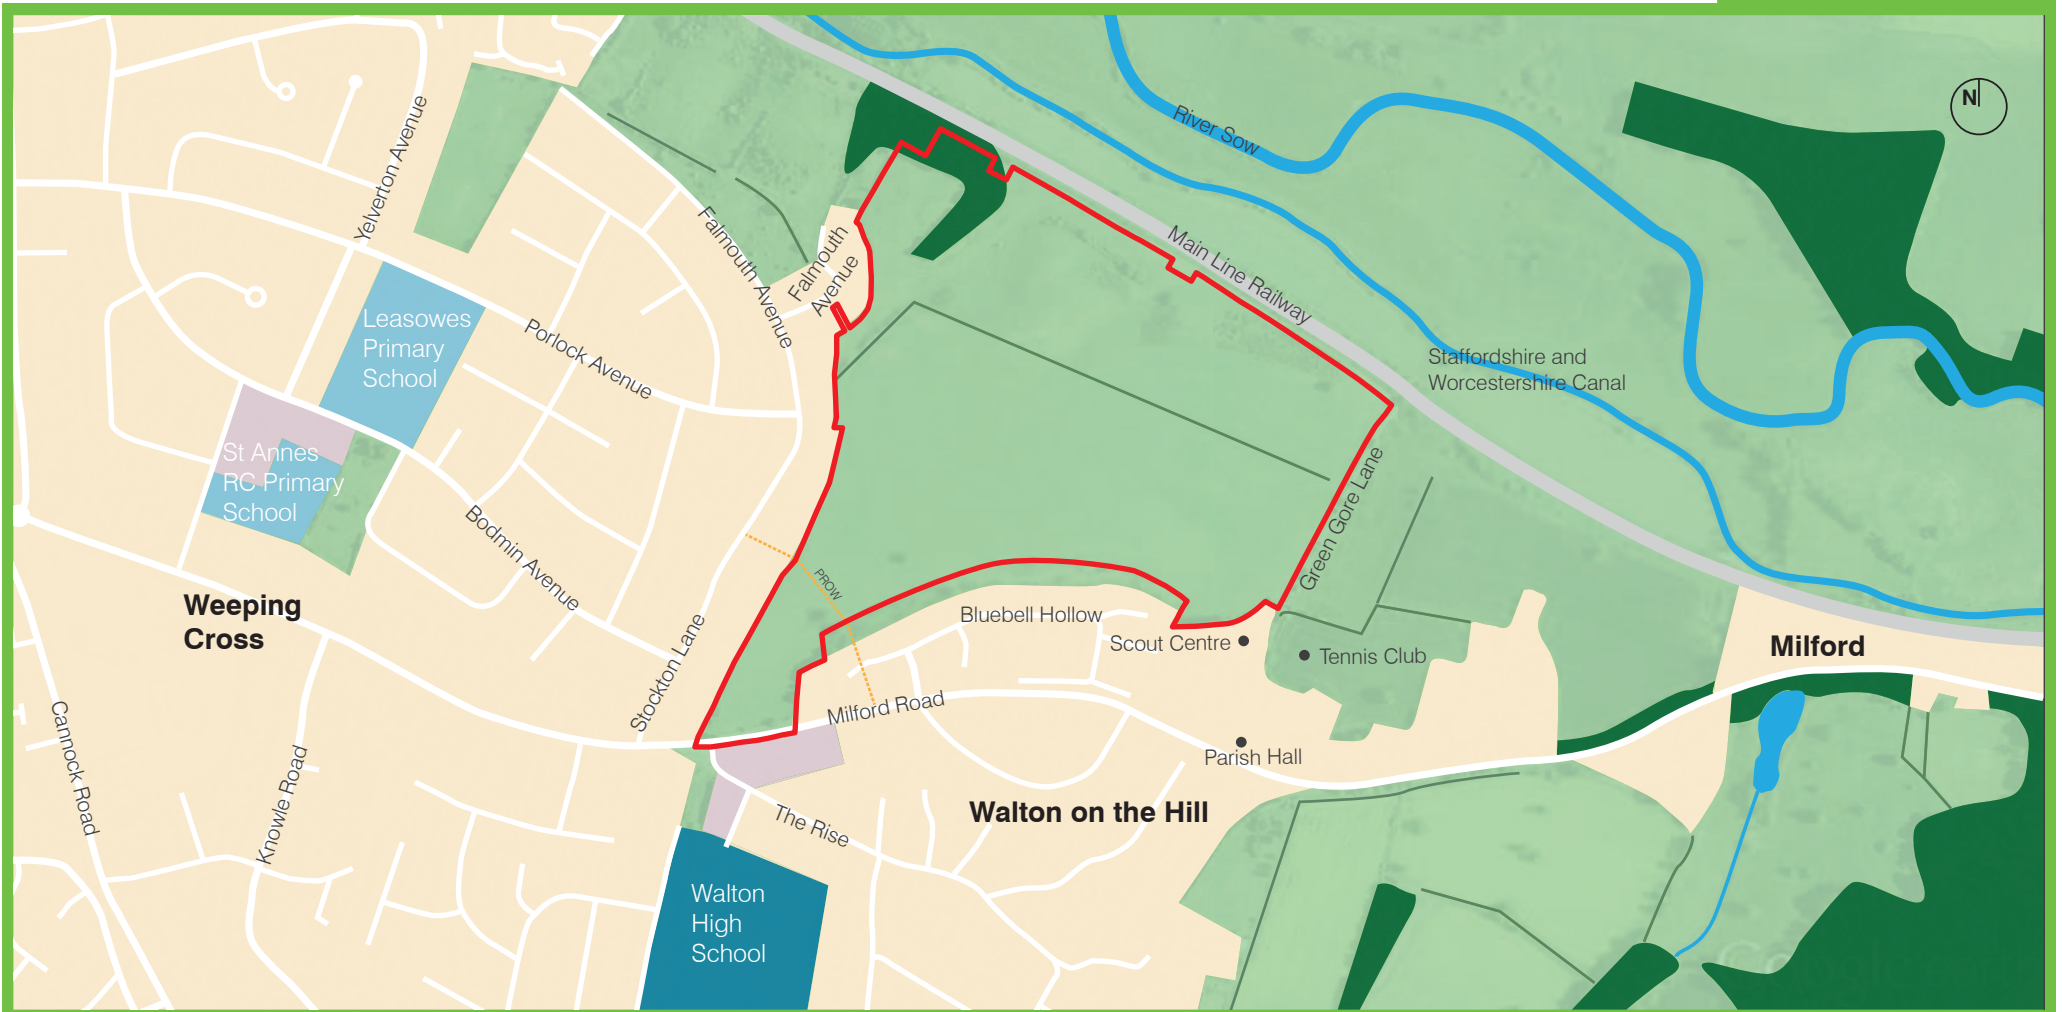 N
River Sow
Yelverton Avenue
Falmouth Avenue
Falmouth
Avenue
Main Line Railway
Leasowes
Primary
School
Porlock Avenue
Staffordshire and
Worcestershire Canal
St Annes
RC Primary
School
Green Gore Lane
Bodmin Avenue
PROW
Weeping
Cross
Bluebell Hollow
Scout Centre
Tennis Club
Milford
Stockton Lane
Milford Road
Cannock Road
Knowle Road
Parish Hall
The Rise
Walton on the Hill
Walton
High
School